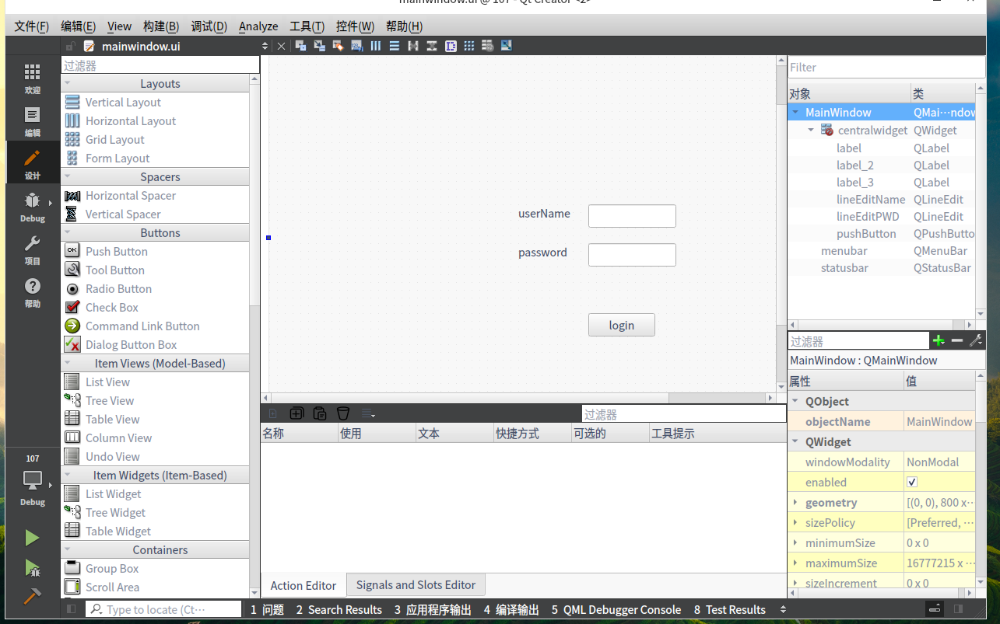 mainwindow.ui @ 107 - Qt Creator <2>
文件(F) 编辑(E) View 构建(B) 调试(D) Analyze 工具(T) 控件(W) 帮助(H)
mainwindow.ui
欢迎
编辑
设计
Debug
项目
帮助
107
Debug
过滤器
Layouts
Vertical Layout
Horizontal Layout
Grid Layout
Form Layout
Spacers
Horizontal Spacer
Vertical Spacer
Buttons
Push Button
Tool Button
Radio Button
Check Box
Command Link Button
Dialog Button Box
Item Views (Model-Based)
List View
Tree View
Table View
Column View
Undo View
Item Widgets (Item-Based)
List Widget
Tree Widget
Table Widget
Containers
Group Box
Scroll Area
userName
password
login
过滤器
名称 使用 文本 快捷方式 可选的 工具提示
Action Editor Signals and Slots Editor
Filter
对象 类
MainWindow QMai…ndow
centralwidget QWidget
label QLabel
label_2 QLabel
label_3 QLabel
lineEditName QLineEdit
lineEditPWD QLineEdit
pushButton QPushButto
menubar QMenuBar
statusbar QStatusBar
过滤器
MainWindow : QMainWindow
属性 值
QObject
objectName MainWindow
QWidget
windowModality NonModal
enabled
geometry [(0, 0), 800 x…
sizePolicy [Preferred, …
minimumSize 0 x 0
maximumSize 16777215 x …
sizeIncrement 0 x 0
Type to locate (Ct… 1 问题 2 Search Results 3 应用程序输出 4 编译输出 5 QML Debugger Console 8 Test Results